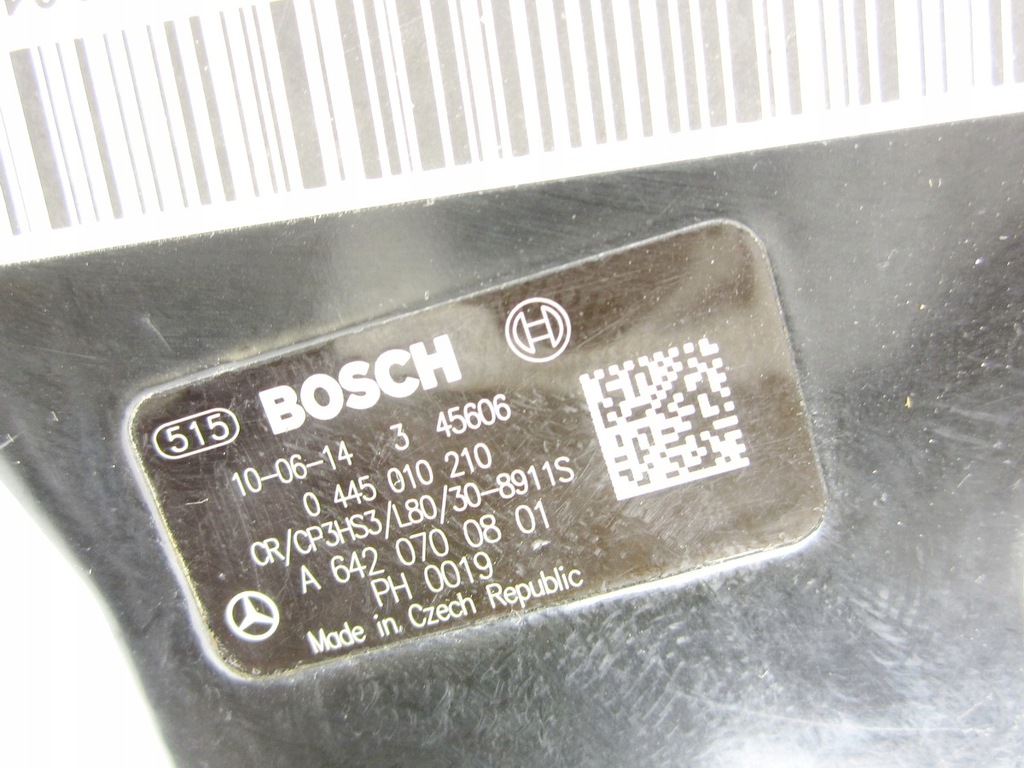 515 BOSCH
10-06-14 3 45606
0 445 010 210
CR/CP3HS3/L80/30-8911S
A 642 070 08 01
PH 0019
Made in Czech Republic